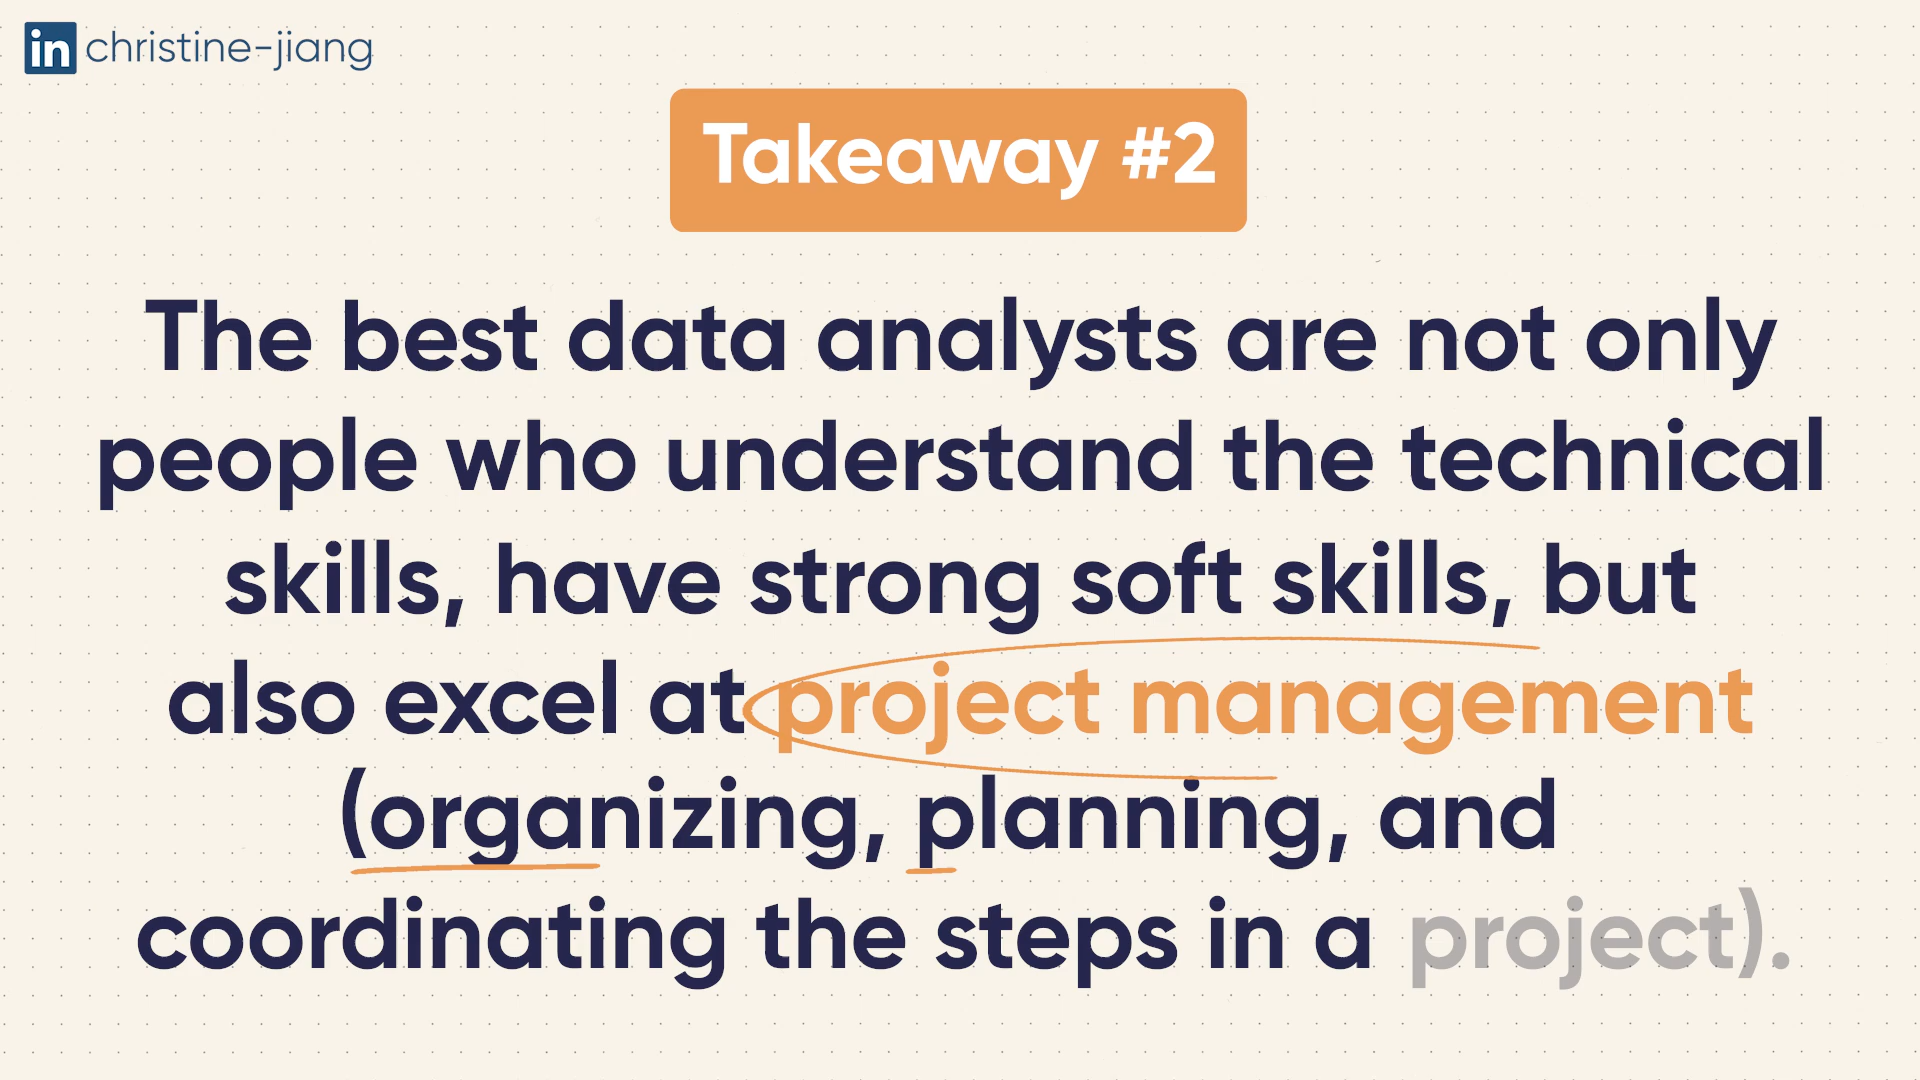 in christine-jiang
Takeaway #2
The best data analysts are not only
people who understand the technical
skills, have strong soft skills, but
also excel at project management
(organizing, planning, and
coordinating the steps in a project).